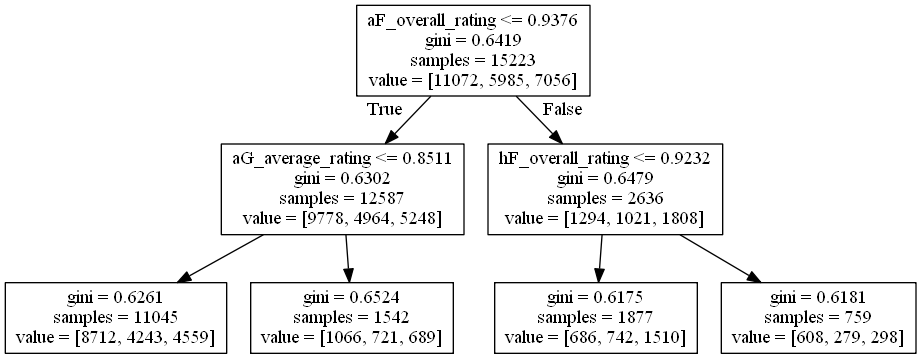 aF_overall_rating <= 0.9376
gini = 0.6419
samples = 15223
value = [11072, 5985, 7056]
True
False
aG_average_rating <= 0.8511
gini = 0.6302
samples = 12587
value = [9778, 4964, 5248]
hF_overall_rating <= 0.9232
gini = 0.6479
samples = 2636
value = [1294, 1021, 1808]
gini = 0.6261
samples = 11045
value = [8712, 4243, 4559]
gini = 0.6524
samples = 1542
value = [1066, 721, 689]
gini = 0.6175
samples = 1877
value = [686, 742, 1510]
gini = 0.6181
samples = 759
value = [608, 279, 298]